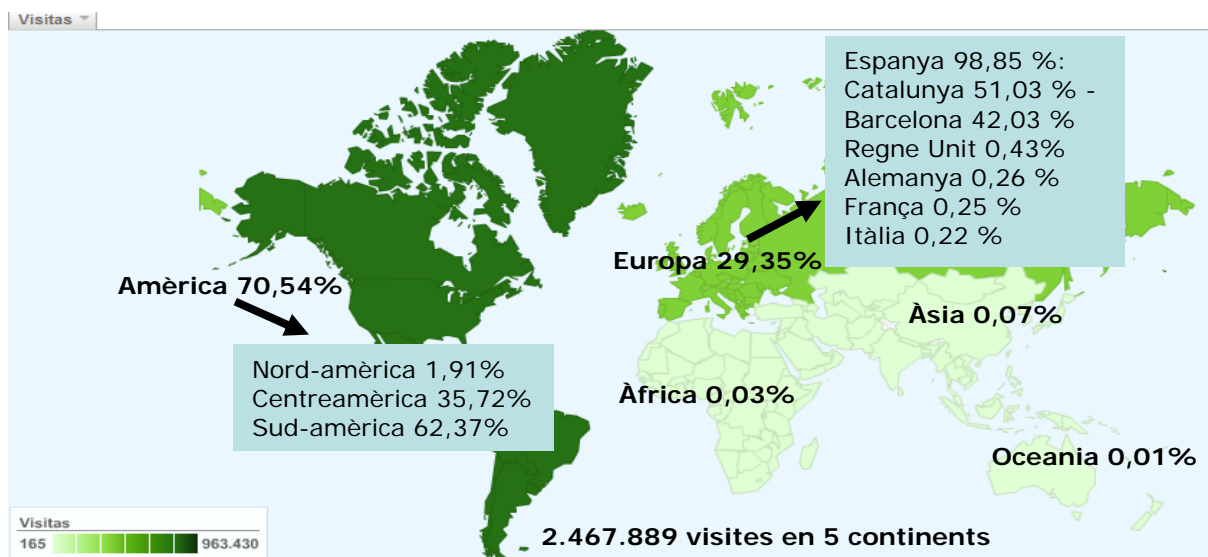 Visitas
Espanya 98,85 %:
Catalunya 51,03 % -
Barcelona 42,03 %
Regne Unit 0,43%
Alemanya 0,26 %
França 0,25 %
Itàlia 0,22 %
Europa 29,35%
Amèrica 70,54%
Àsia 0,07%
Nord-amèrica 1,91%
Centreamèrica 35,72%
Sud-amèrica 62,37%
Àfrica 0,03%
Oceania 0,01%
Visitas
165 963.430
2.467.889 visites en 5 continents